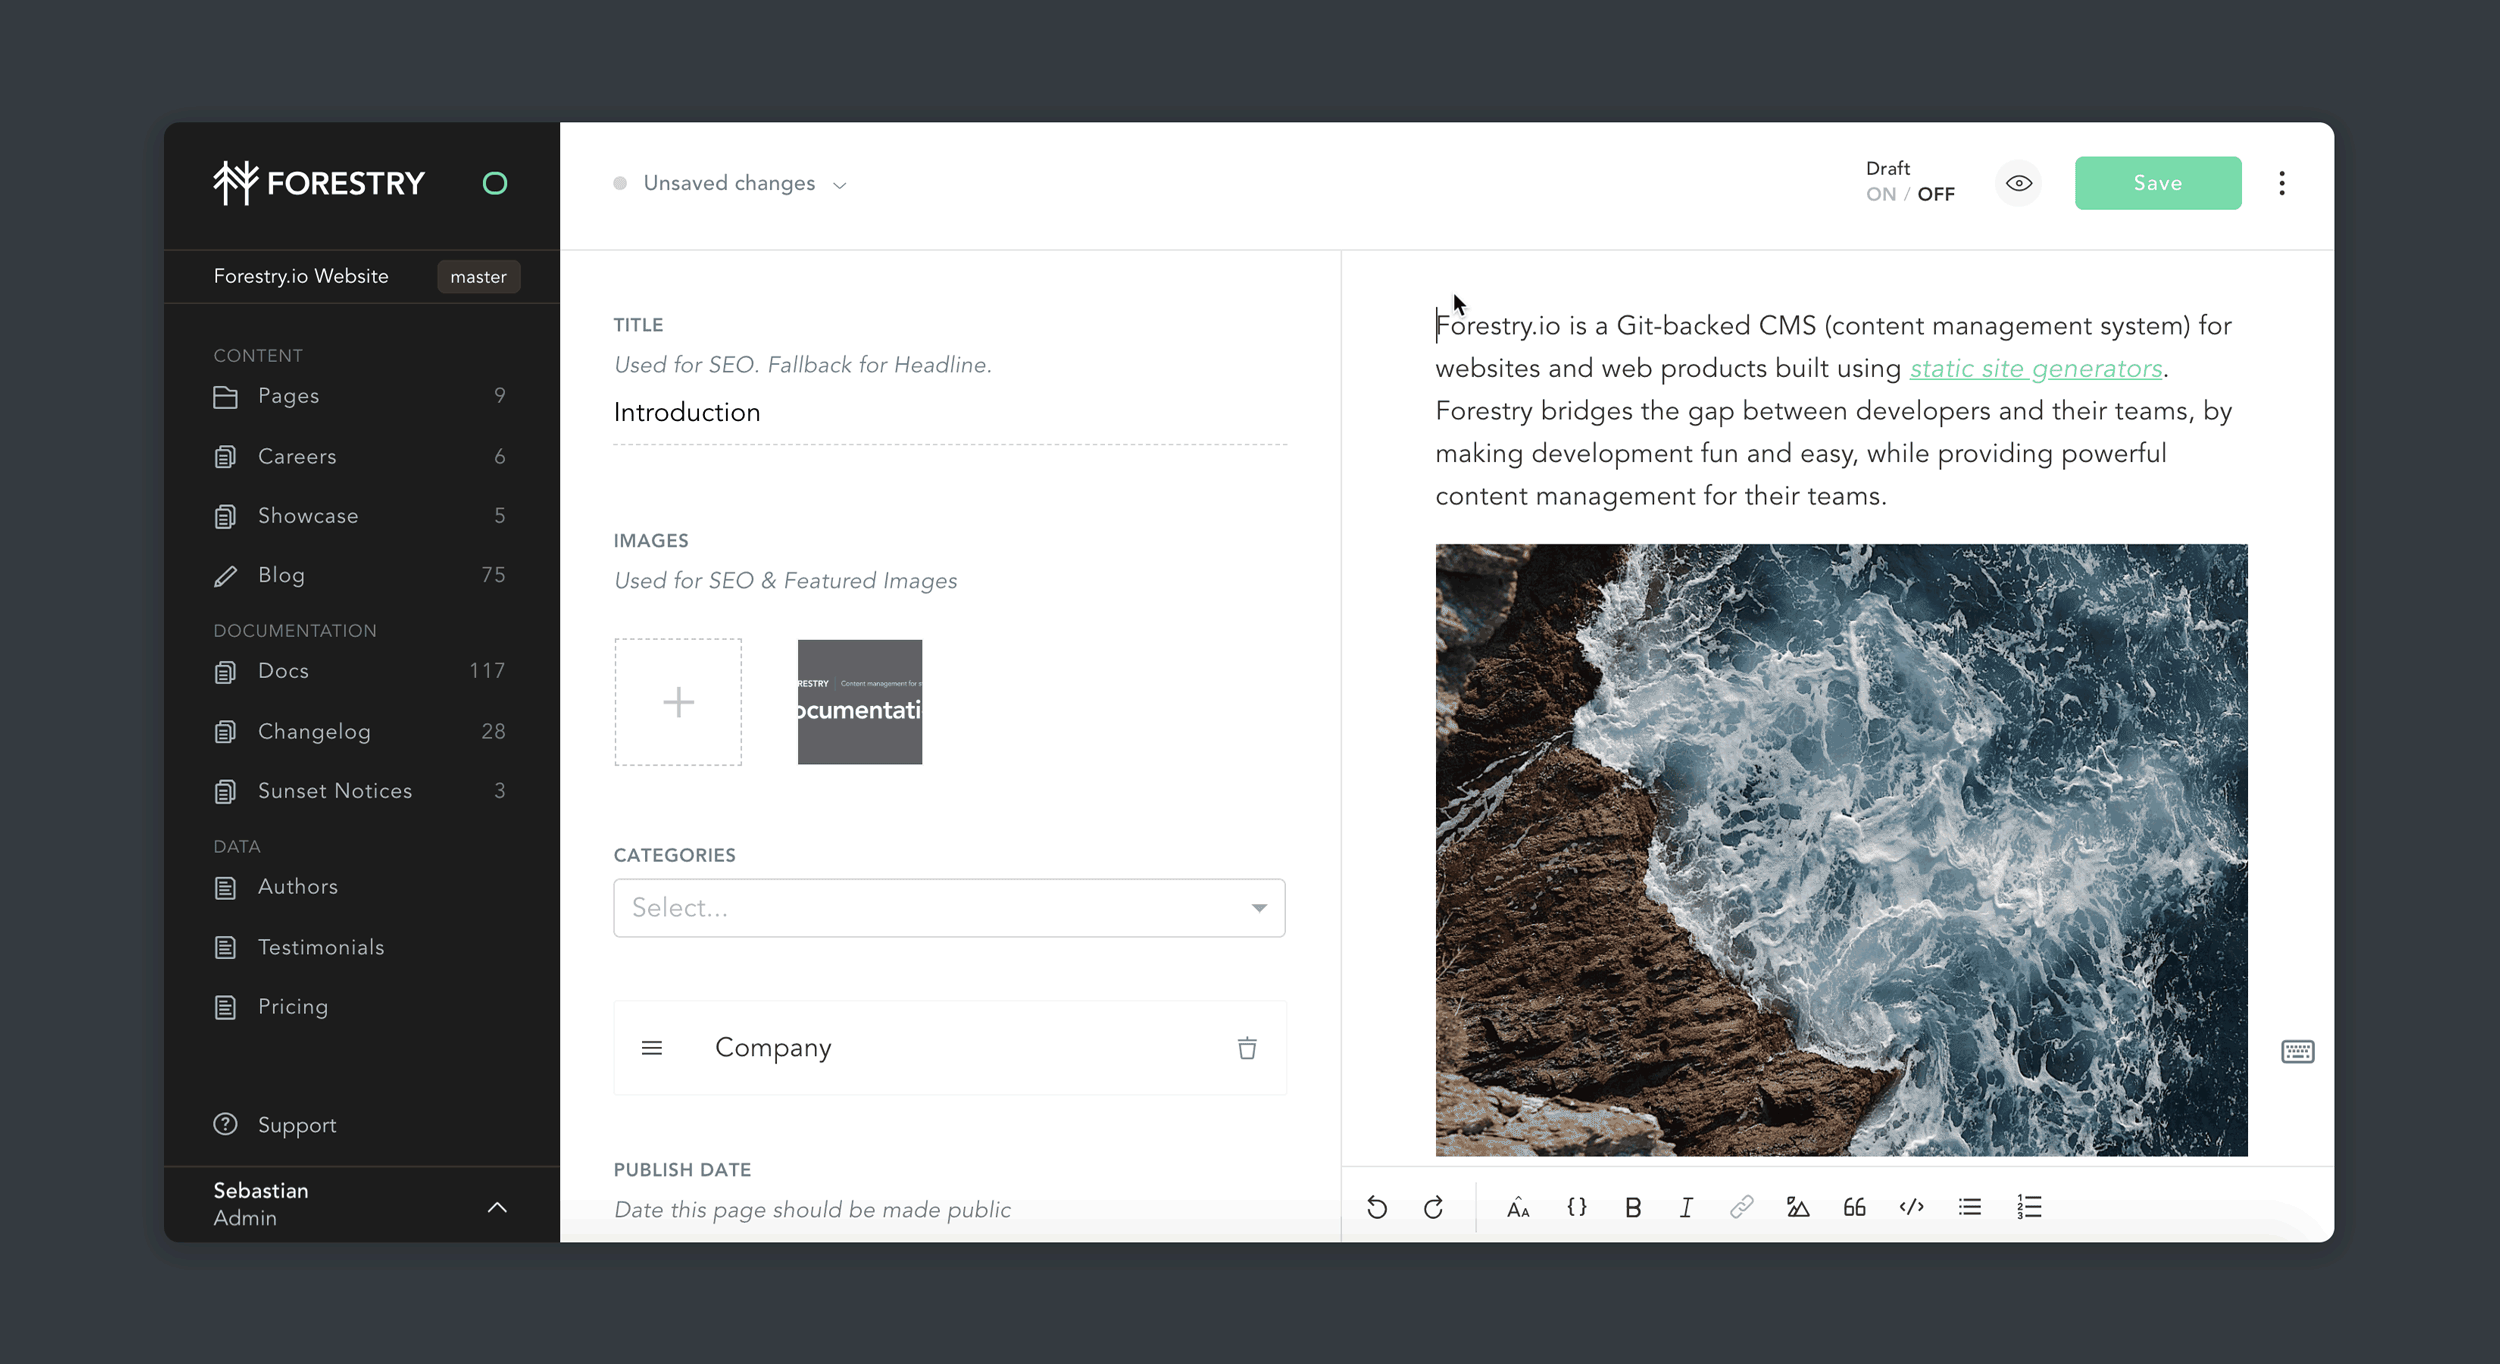 FORESTRY
Forestry.io Website
master
CONTENT
Pages 9
Careers 6
Showcase 5
Blog 75
DOCUMENTATION
Docs 117
Changelog 28
Sunset Notices 3
DATA
Authors
Testimonials
Pricing
Support
Sebastian
Admin
Unsaved changes
Draft
ON / OFF
Save
TITLE
Used for SEO. Fallback for Headline.
Introduction
IMAGES
Used for SEO & Featured Images
RESTRY | Content management for s
ocumentati
CATEGORIES
Select...
Company
PUBLISH DATE
Date this page should be made public
Forestry.io is a Git-backed CMS (content management system) for
websites and web products built using static site generators.
Forestry bridges the gap between developers and their teams, by
making development fun and easy, while providing powerful
content management for their teams.